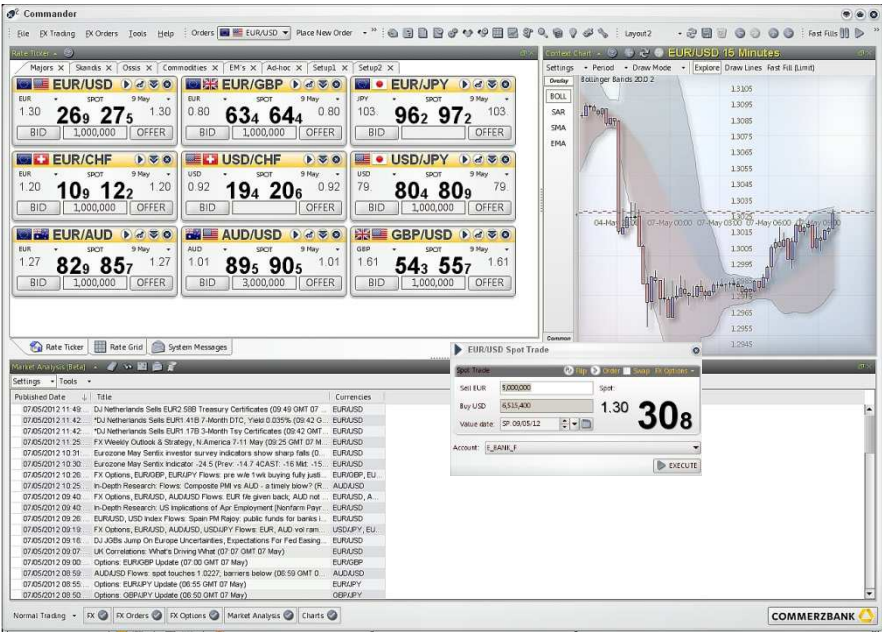 Commander
File FX Trading FX Orders Tools Help Orders EUR/USD Place New Order Layout2 Fast Fills
Rate Ticker
Majors X Skandis X Ossis X Commodities X EM's X Ad-hoc X Setup1 X Setup2 X
EUR/USD
EUR SPOT 9 May
1.30 269 275 1.30
BID 1,000,000 OFFER
EUR/GBP
EUR SPOT 9 May
0.80 634 644 0.80
BID 1,000,000 OFFER
EUR/JPY
JPY SPOT 9 May
103. 962 972 103.
BID OFFER
EUR/CHF
EUR SPOT 9 May
1.20 109 122 1.20
BID 1,000,000 OFFER
USD/CHF
USD SPOT 9 May
0.92 194 206 0.92
BID OFFER
USD/JPY
USD SPOT 9 May
79. 804 809 79
BID 1,000,000 OFFER
EUR/AUD
EUR SPOT 9 May
1.27 829 857 1.27
BID 1,000,000 OFFER
AUD/USD
AUD SPOT 9 May
1.01 895 905 1.01
BID 3,000,000 OFFER
GBP/USD
GBP SPOT 9 May
1.61 543 557 1.61
BID 1,000,000 OFFER
Rate Ticker Rate Grid System Messages
Context Chart EUR/USD 15 Minutes
Settings Period Draw Mode Explore Draw Lines Fast Fill (Limit)
Overlay
BOLL
SAR
SMA
EMA
Common
Bollinger Bands 20 0 2
1.3105
1.3095
1.3085
1.3075
1.3065
1.3055
1.3045
1.3035
1.3025
04-May 07-May 00:00 07-May 03:00 07-May 06:00
1.3015
1.3005
1.2995
1.2975
1.2965
1.2955
1.2945
EUR/USD Spot Trade
Spot Trade Flip Order Swap FX Options
Sell EUR 5,000,000 Spot:
Buy USD 6,515,400 1.30 308
Value date: SP. 09/05/12
Account: E_BANK_F
EXECUTE
Market Analysis (Beta)
Settings Tools
Published Date Title Currencies
07/05/2012 11:49... DJ Netherlands Sells EUR2.58B Treasury Certificates (09:49 GMT 07 ... EUR/USD
07/05/2012 11:42... *DJ Netherlands Sells EUR1.41B 7-Month DTC, Yield 0.035% (09:42 G... EUR/USD
07/05/2012 11:42... *DJ Netherlands Sells EUR1.17B 3-Month Tsy Certificates (09:42 GMT... EUR/USD
07/05/2012 11:25... FX Weekly Outlook & Strategy, N.America 7-11 May (09:25 GMT 07 M... EUR/USD
07/05/2012 10:31... Eurozone May Sentix investor survey indicators show sharp falls (0... EUR/USD
07/05/2012 10:30... Eurozone May Sentix Indicator -24.5 (Prev: -14.7 4CAST: -16 Mkt: -15... EUR/USD
07/05/2012 10:26... FX Options, EUR/GBP, EUR/JPY Flows: pre w/e 1wk buying fully justi... EUR/GBP, EU...
07/05/2012 10:25... In-Depth Research: Flows: Composite PMI vs AUD - a timely blow? (R... AUD/USD
07/05/2012 09:40... FX Options, EUR/USD, AUD/USD Flows: EUR f/e given back, AUD not ... EUR/USD, A...
07/05/2012 09:40... In-Depth Research: US Implications of Apr Employment [Nonfarm Payr... EUR/USD
07/05/2012 09:26... EUR/USD, USD Index Flows: Spain PM Rajoy: public funds for banks i... EUR/USD
07/05/2012 09:19... FX Options, EUR/USD, AUD/USD, USD/JPY Flows: EUR, AUD vol ram... USD/JPY, EU...
07/05/2012 09:16... DJ JGBs Jump On Europe Uncertainties, Expectations For Fed Easing... EUR/USD
07/05/2012 09:07... UK Correlations: What's Driving What (07:07 GMT 07 May) EUR/USD
07/05/2012 09:00... Options: EUR/GBP Update (07:00 GMT 07 May) EUR/GBP
07/05/2012 08:59... AUD/USD Flows: spot touches 1.0227, barriers below (06:59 GMT 0... AUD/USD
07/05/2012 08:55... Options: EUR/JPY Update (06:55 GMT 07 May) EUR/JPY
07/05/2012 08:50... Options: GBP/JPY Update (06:50 GMT 07 May) GBP/JPY
Normal Trading FX FX Orders FX Options Market Analysis Charts COMMERZBANK